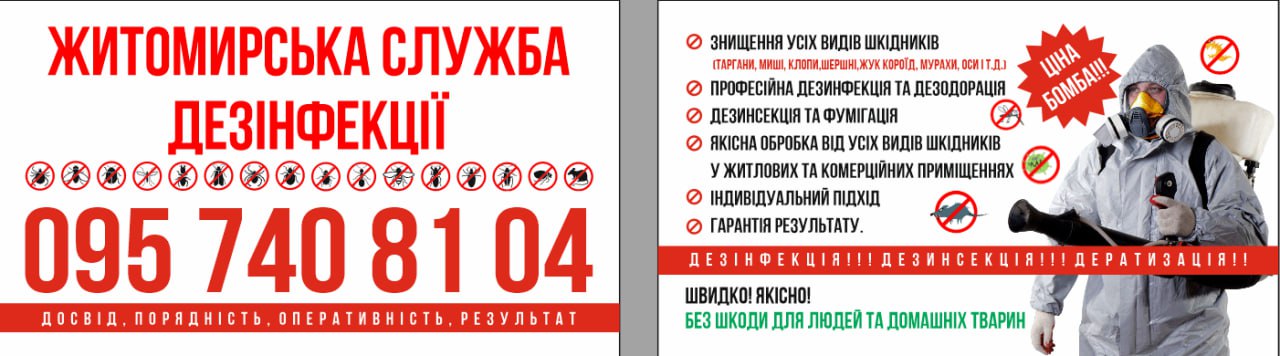 ЖИТОМИРСЬКА СЛУЖБА
ДЕЗІНФЕКЦІЇ
095 740 81 04
ДОСВІД, ПОРЯДНІСТЬ, ОПЕРАТИВНІСТЬ, РЕЗУЛЬТАТ
ЗНИЩЕННЯ УСІХ ВИДІВ ШКІДНИКІВ
(ТАРГАНИ, МИШІ, КЛОПИ,ШЕРШНІ,ЖУК КОРОЇД, МУРАХИ, ОСИ І Т.Д.)
ПРОФЕСІЙНА ДЕЗИНФЕКЦІЯ ТА ДЕЗОДОРАЦІЯ
ДЕЗИНСЕКЦІЯ ТА ФУМІГАЦІЯ
ЯКІСНА ОБРОБКА ВІД УСІХ ВИДІВ ШКІДНИКІВ
У ЖИТЛОВИХ ТА КОМЕРЦІЙНИХ ПРИМІЩЕННЯХ
ІНДИВІДУАЛЬНИЙ ПІДХІД
ГАРАНТІЯ РЕЗУЛЬТАТУ.
ЦІНА
БОМБА!!!
ДЕЗІНФЕКЦІЯ!!! ДЕЗИНСЕКЦІЯ!!! ДЕРАТИЗАЦІЯ!!
ШВИДКО! ЯКІСНО!
БЕЗ ШКОДИ ДЛЯ ЛЮДЕЙ ТА ДОМАШНІХ ТВАРИН